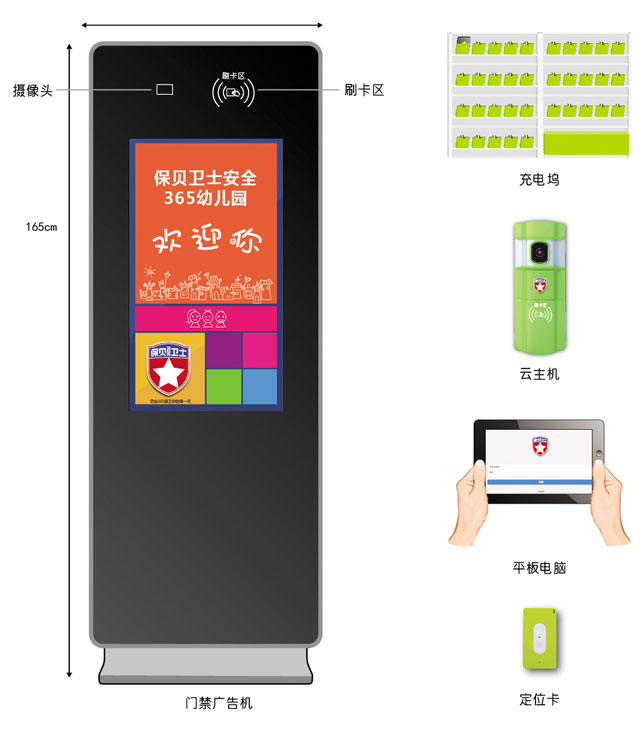 摄像头
刷卡区
刷卡区
165cm
保贝卫士安全
365幼儿园
欢迎你
保贝卫士
门禁广告机
充电坞
刷卡区
云主机
平板电脑
定位卡